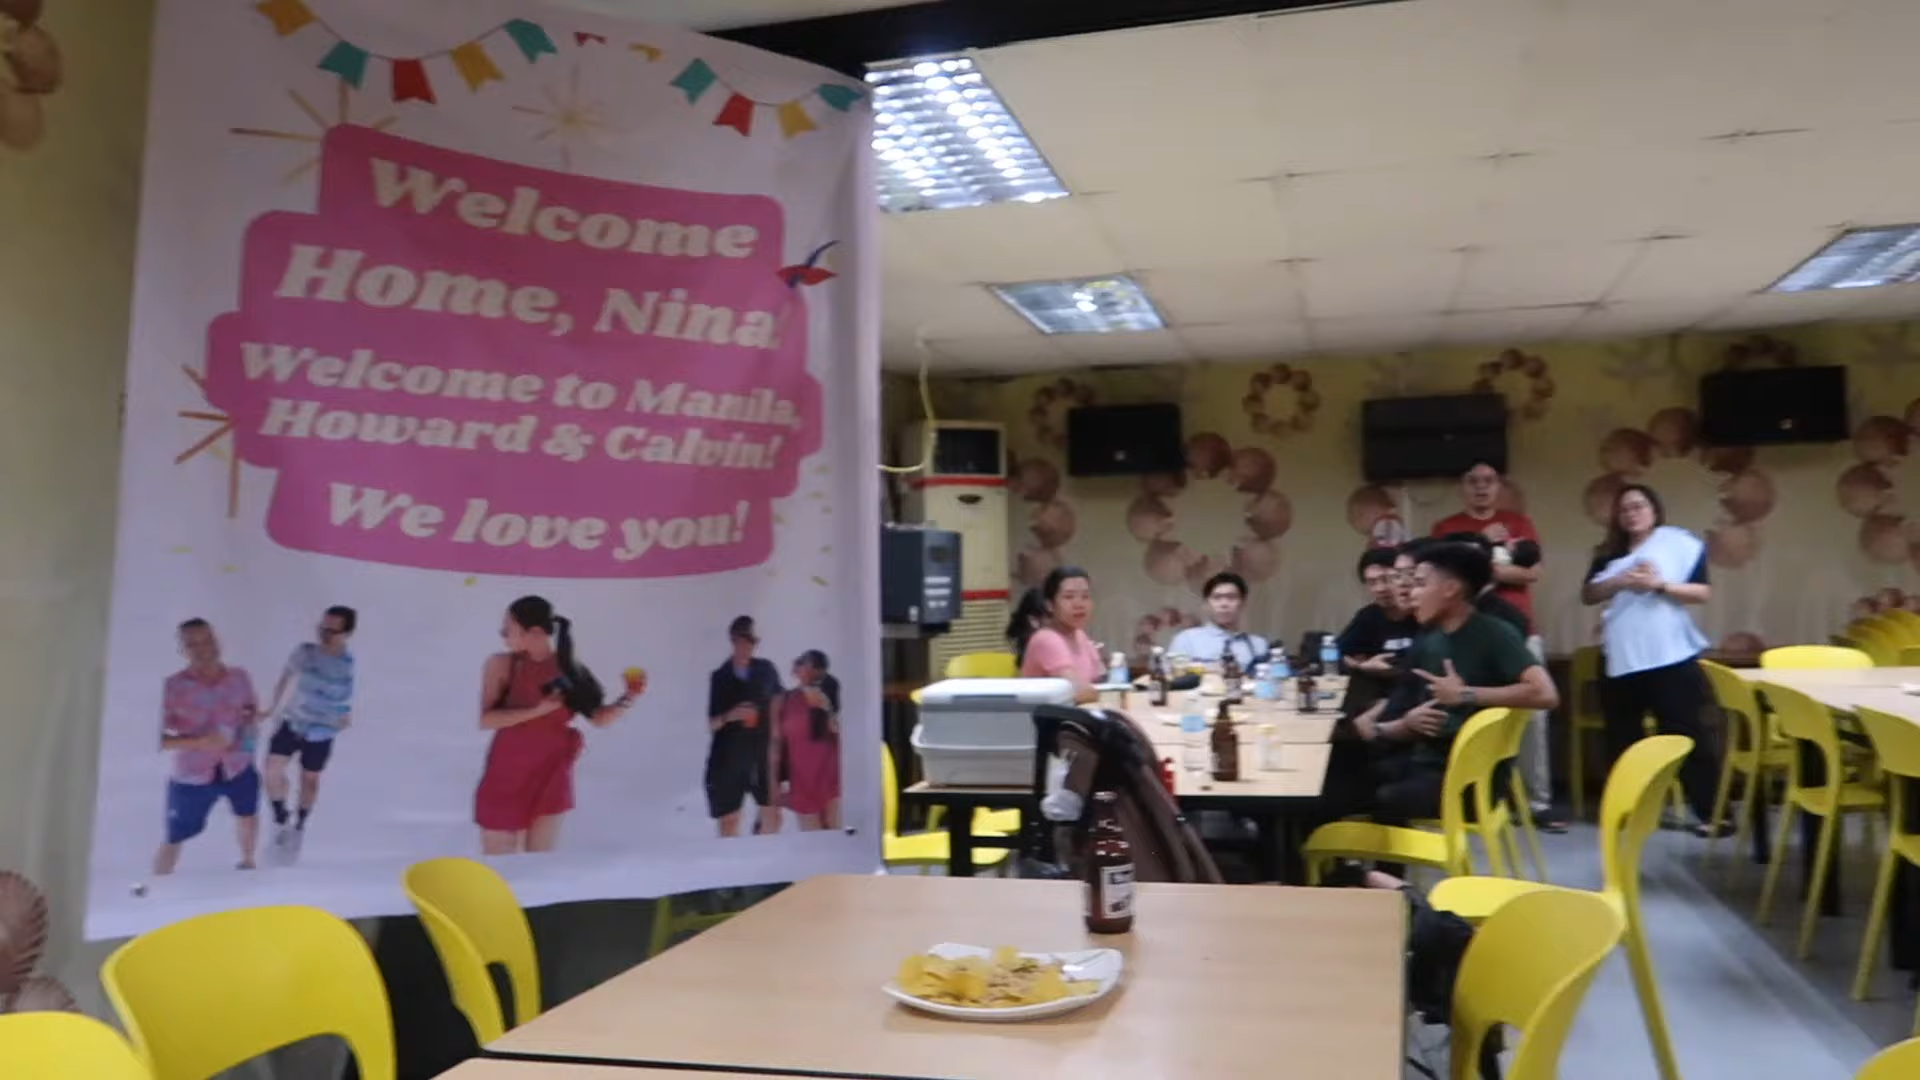 Welcome
Home, Nina!
Welcome to Manila,
Howard & Calvin!
We love you!